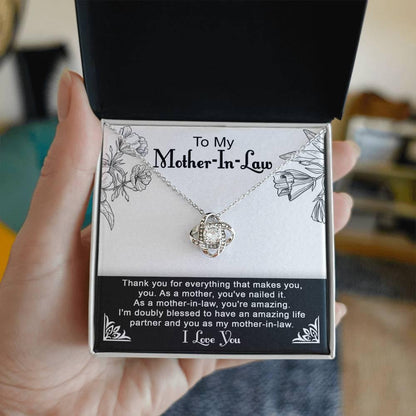 To My
Mother-In-Law
Thank you for everything that makes you,
you. As a mother, you've nailed it.
As a mother-in-law, you're amazing.
I'm doubly blessed to have an amazing life
partner and you as my mother-in-law.
I Love You